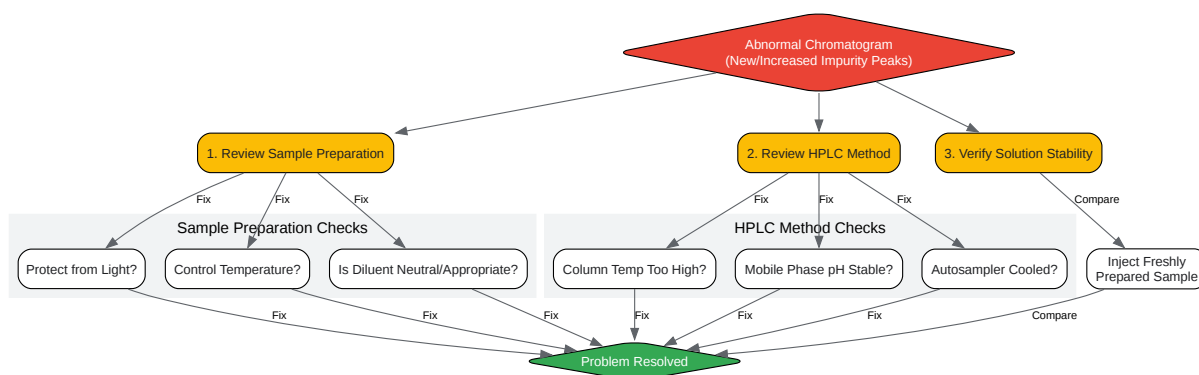 Abnormal Chromatogram
(New/Increased Impurity Peaks)
1. Review Sample Preparation
2. Review HPLC Method
3. Verify Solution Stability
Fix
Fix
Fix
Fix
Fix
Fix
Compare
Sample Preparation Checks
HPLC Method Checks
Protect from Light?
Control Temperature?
Is Diluent Neutral/Appropriate?
Column Temp Too High?
Mobile Phase pH Stable?
Autosampler Cooled?
Inject Freshly
Prepared Sample
Fix
Fix
Fix
Fix
Fix
Fix
Compare
Problem Resolved